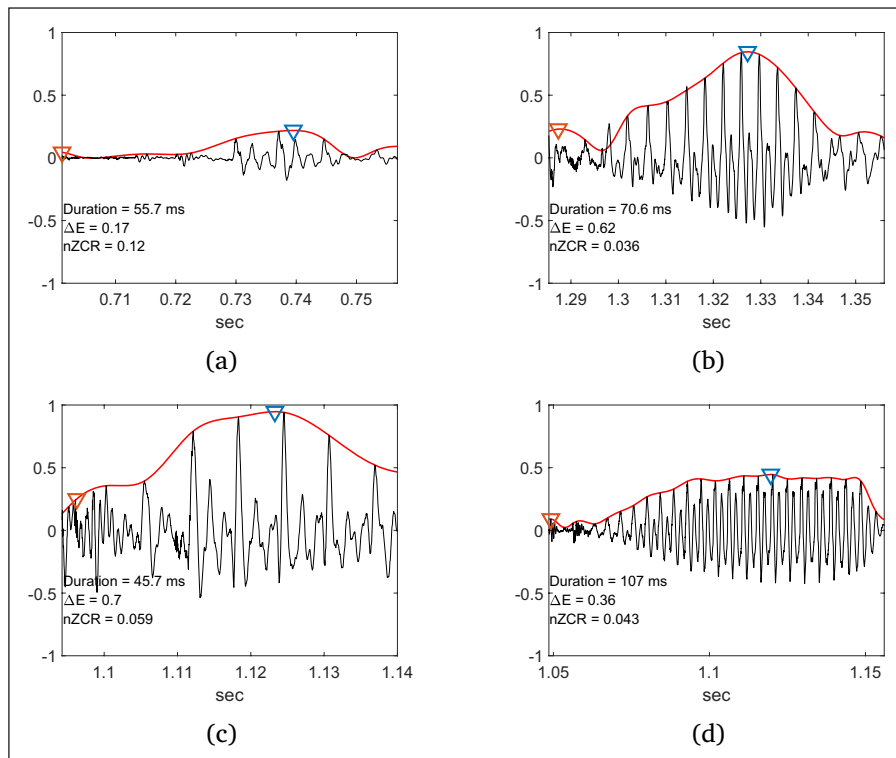 1
0.5
0
-0.5
-1
Duration = 55.7 ms
ΔE = 0.17
nZCR = 0.12
0.71 0.72 0.73 0.74 0.75
sec
(a)
1
0.5
0
-0.5
-1
Duration = 70.6 ms
ΔE = 0.62
nZCR = 0.036
1.29 1.3 1.31 1.32 1.33 1.34 1.35
sec
(b)
1
0.5
0
-0.5
-1
Duration = 45.7 ms
ΔE = 0.7
nZCR = 0.059
1.1 1.11 1.12 1.13 1.14
sec
(c)
1
0.5
0
-0.5
-1
Duration = 107 ms
ΔE = 0.36
nZCR = 0.043
1.05 1.1 1.15
sec
(d)